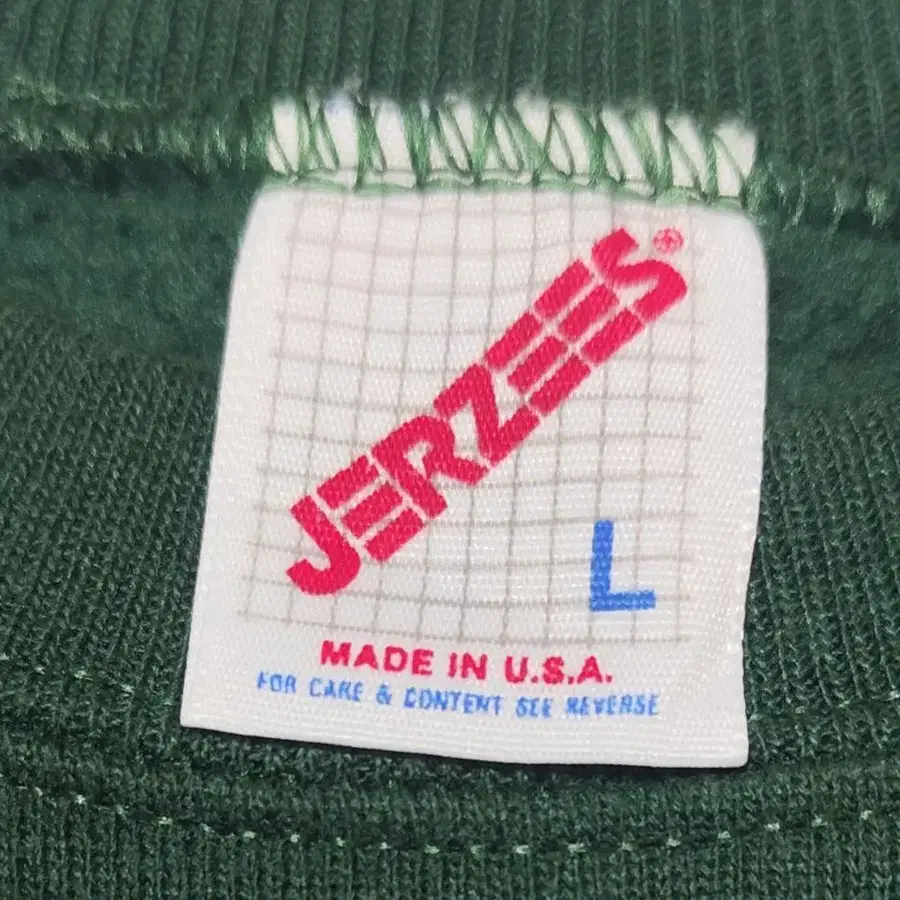 JERZEES®
L
MADE IN U.S.A.
FOR CARE & CONTENT SEE REVERSE